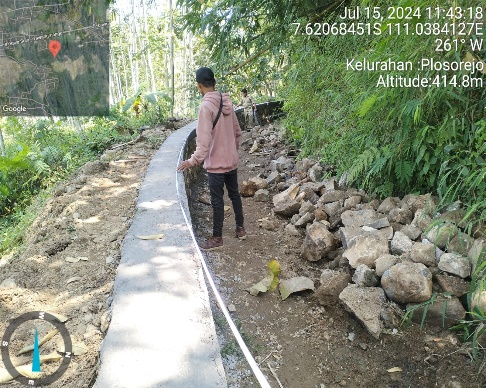 Jul 15, 2024 11:43:18
7.62068451S 111.0384127E
261° W
Kelurahan :Plosorejo
Altitude:414.8m
Google